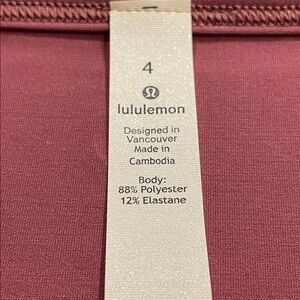 4
lululemon
Designed in
Vancouver
Made in
Cambodia
Body:
88% Polyester
12% Elastane